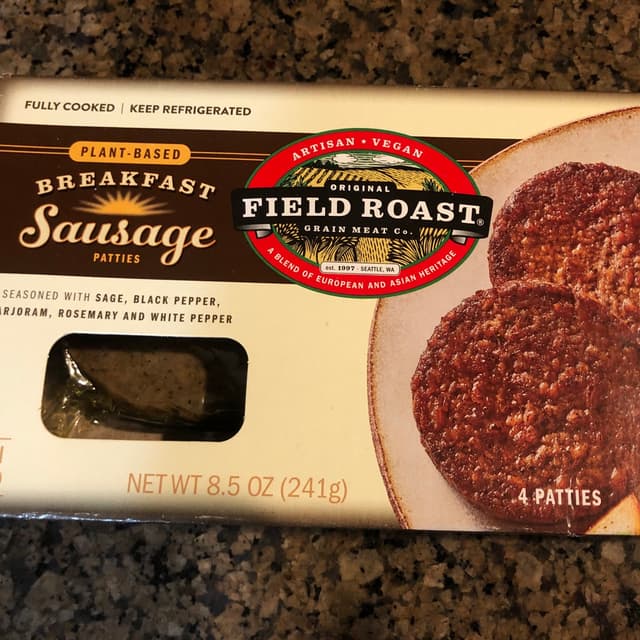 FULLY COOKED | KEEP REFRIGERATED
PLANT-BASED
BREAKFAST
Sausage
PATTIES
SEASONED WITH SAGE, BLACK PEPPER,
ARJORAM, ROSEMARY AND WHITE PEPPER
ARTISAN • VEGAN
ORIGINAL
FIELD ROAST®
GRAIN MEAT Co.
est. 1997 · SEATTLE, WA
A BLEND OF EUROPEAN AND ASIAN HERITAGE
NET WT 8.5 OZ (241g)
4 PATTIES